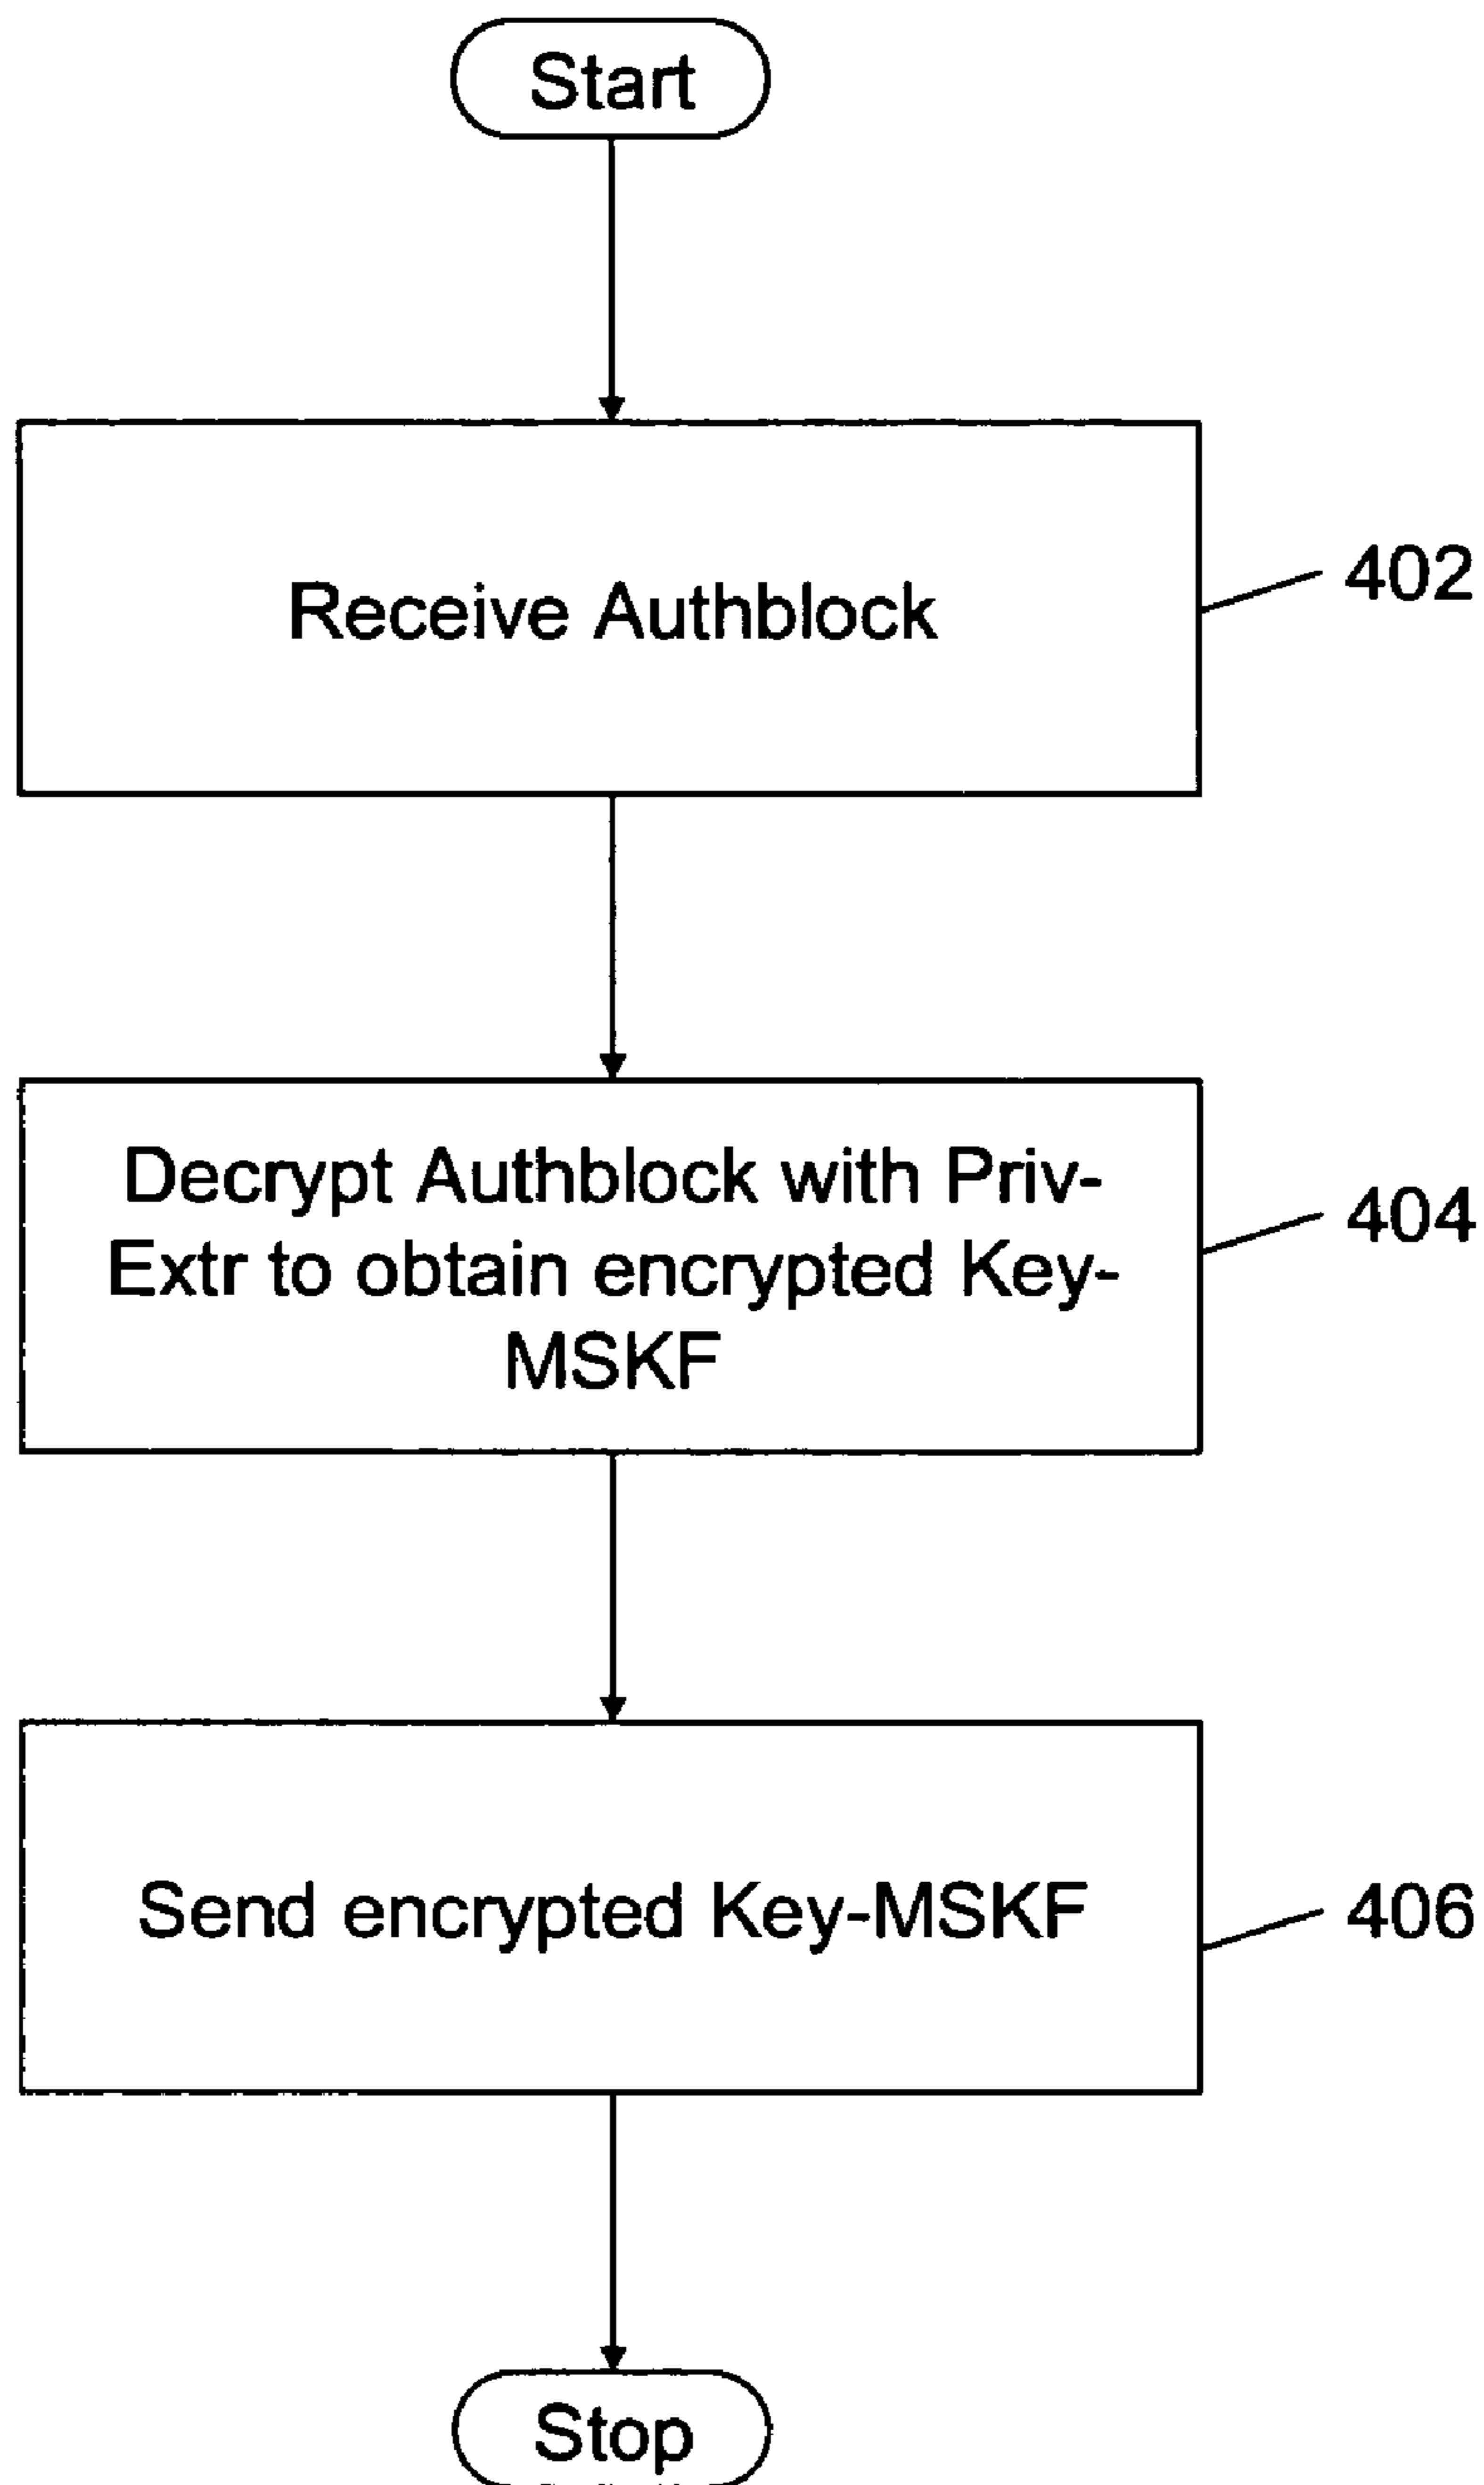 Start
Receive Authblock
402
Decrypt Authblock with Priv-
Extr to obtain encrypted Key-
MSKF
404
Send encrypted Key-MSKF
406
Stop